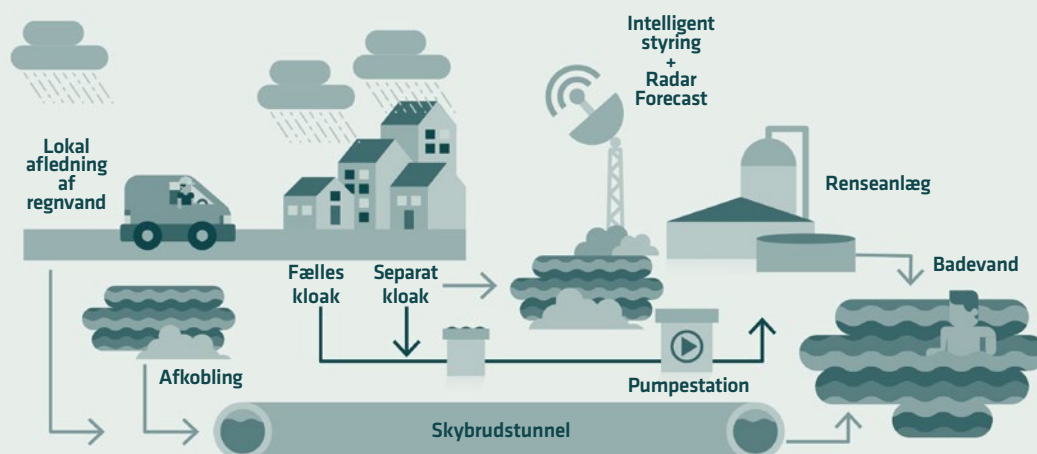 Intelligent
styring
+
Radar
Forecast
Lokal
afledning
af
regnvand
Renseanlæg
Fælles
kloak
Separat
kloak
Badevand
Afkobling
Pumpestation
Skybrudstunnel